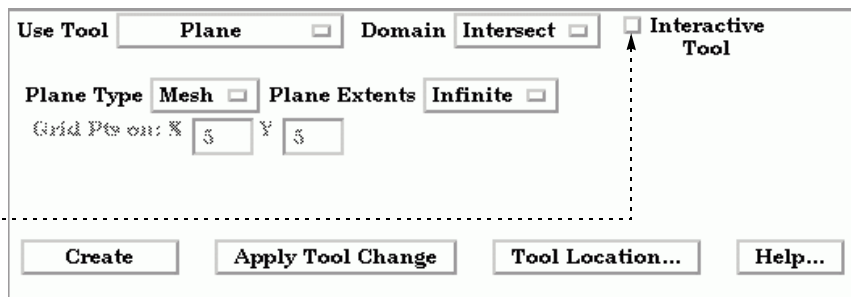 Use Tool Plane Domain Intersect Interactive
Tool
Plane Type Mesh Plane Extents Infinite
Grid Pts on: X 5 Y 5
Create Apply Tool Change Tool Location... Help...